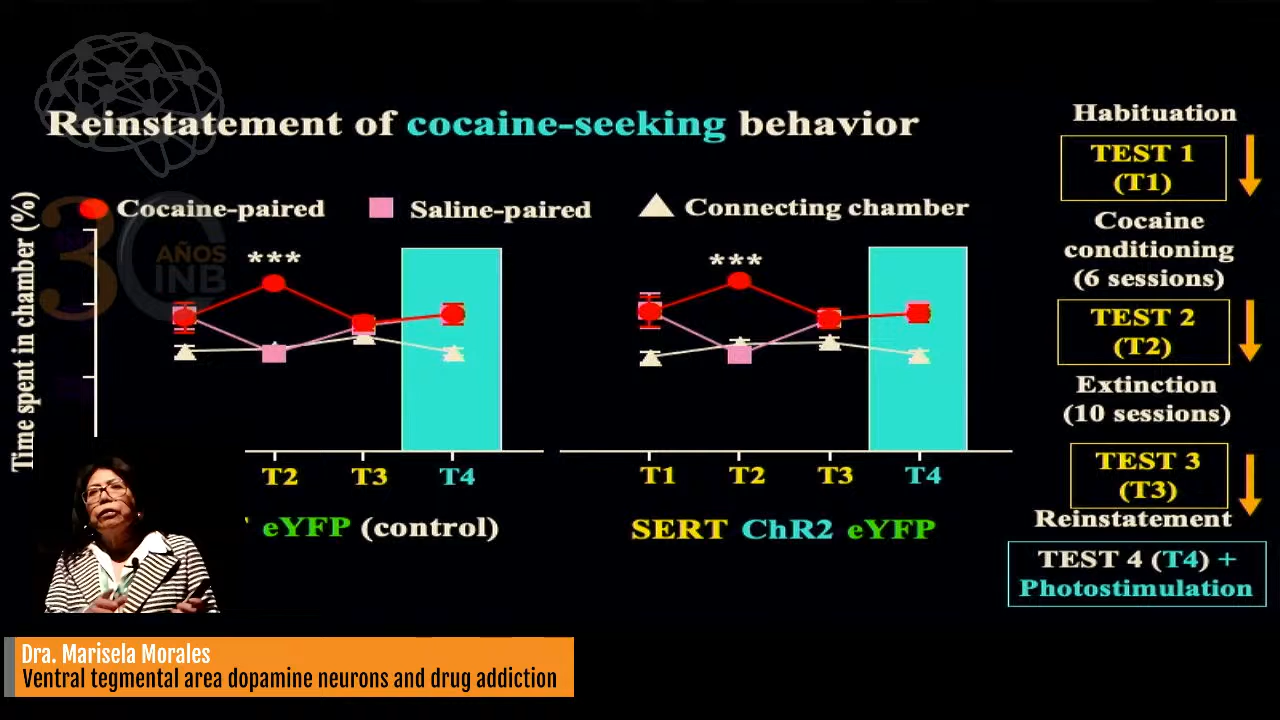 Reinstatement of cocaine-seeking behavior
Cocaine-paired
Saline-paired
Connecting chamber
Time spent in chamber (%)
30
AÑOS
INB
***
***
T2 T3 T4
T1 T2 T3 T4
eYFP (control)
SERT ChR2 eYFP
Habituation
TEST 1
(T1)
Cocaine
conditioning
(6 sessions)
TEST 2
(T2)
Extinction
(10 sessions)
TEST 3
(T3)
Reinstatement
TEST 4 (T4) +
Photostimulation
Dra. Marisela Morales
Ventral tegmental area dopamine neurons and drug addiction